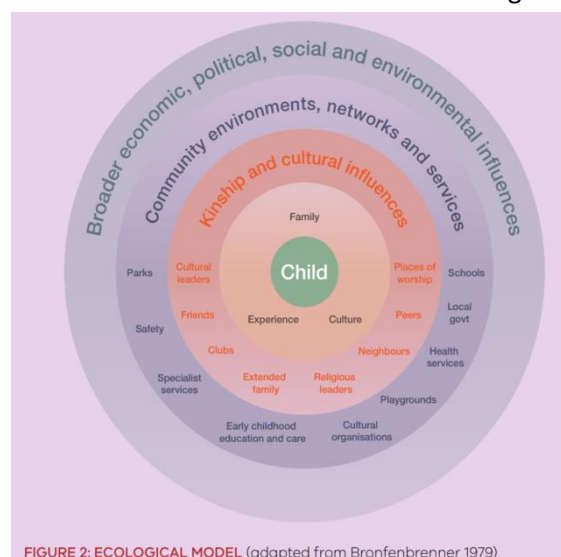 Broader economic, political, social and environmental influences
Community environments, networks and services
Kinship and cultural influences
Family
Child
Experience
Culture
Cultural
leaders
Places of
worship
Friends
Peers
Clubs
Neighbours
Extended
family
Religious
leaders
Parks
Schools
Safety
Local
govt
Health
services
Specialist
services
Playgrounds
Early childhood
education and care
Cultural
organisations
FIGURE 2: ECOLOGICAL MODEL (adapted from Bronfenbrenner 1979)